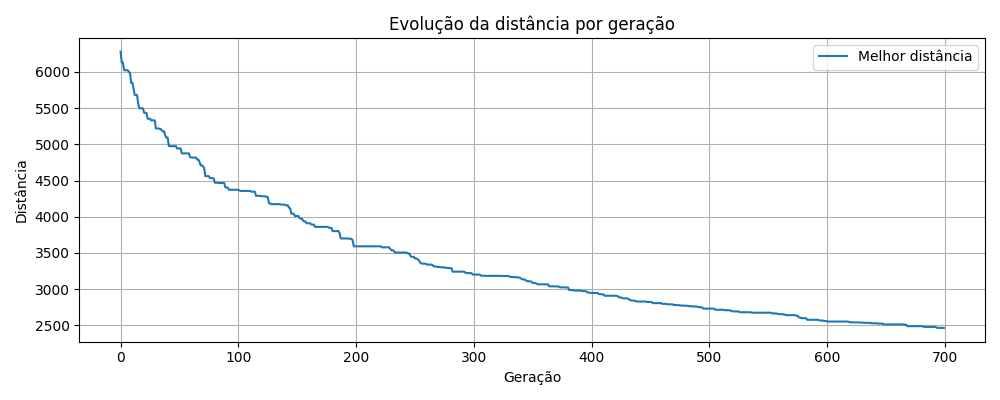 Evolução da distância por geração
Melhor distância
Distância
6000
5500
5000
4500
4000
3500
3000
2500
0 100 200 300 400 500 600 700
Geração